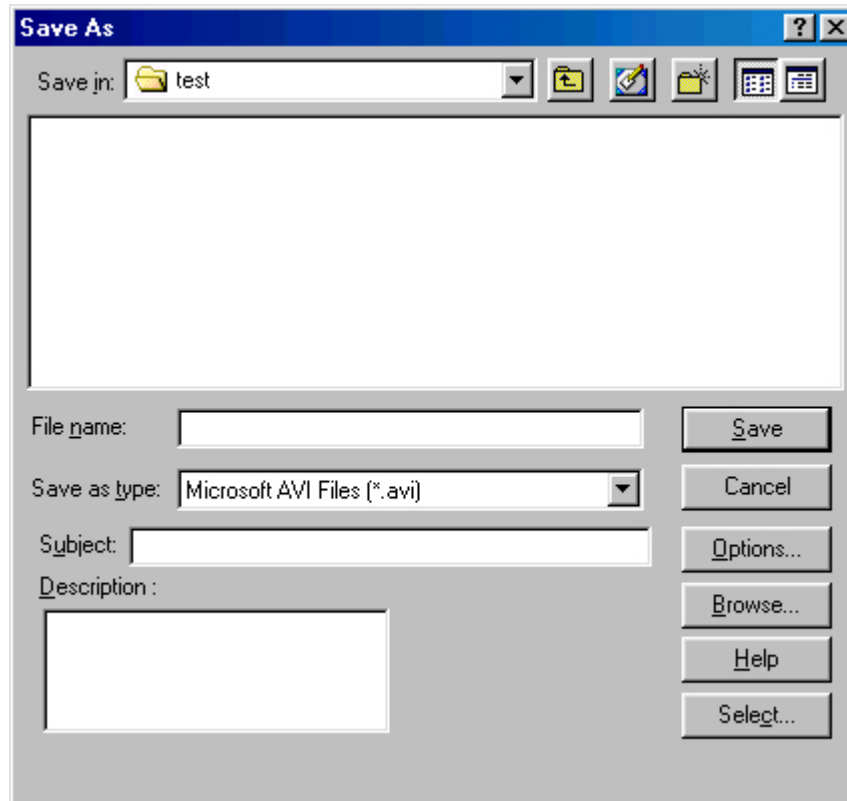 Save As
Save in: test
File name:
Save
Save as type: Microsoft AVI Files (*.avi)
Cancel
Subject:
Options...
Description :
Browse...
Help
Select...